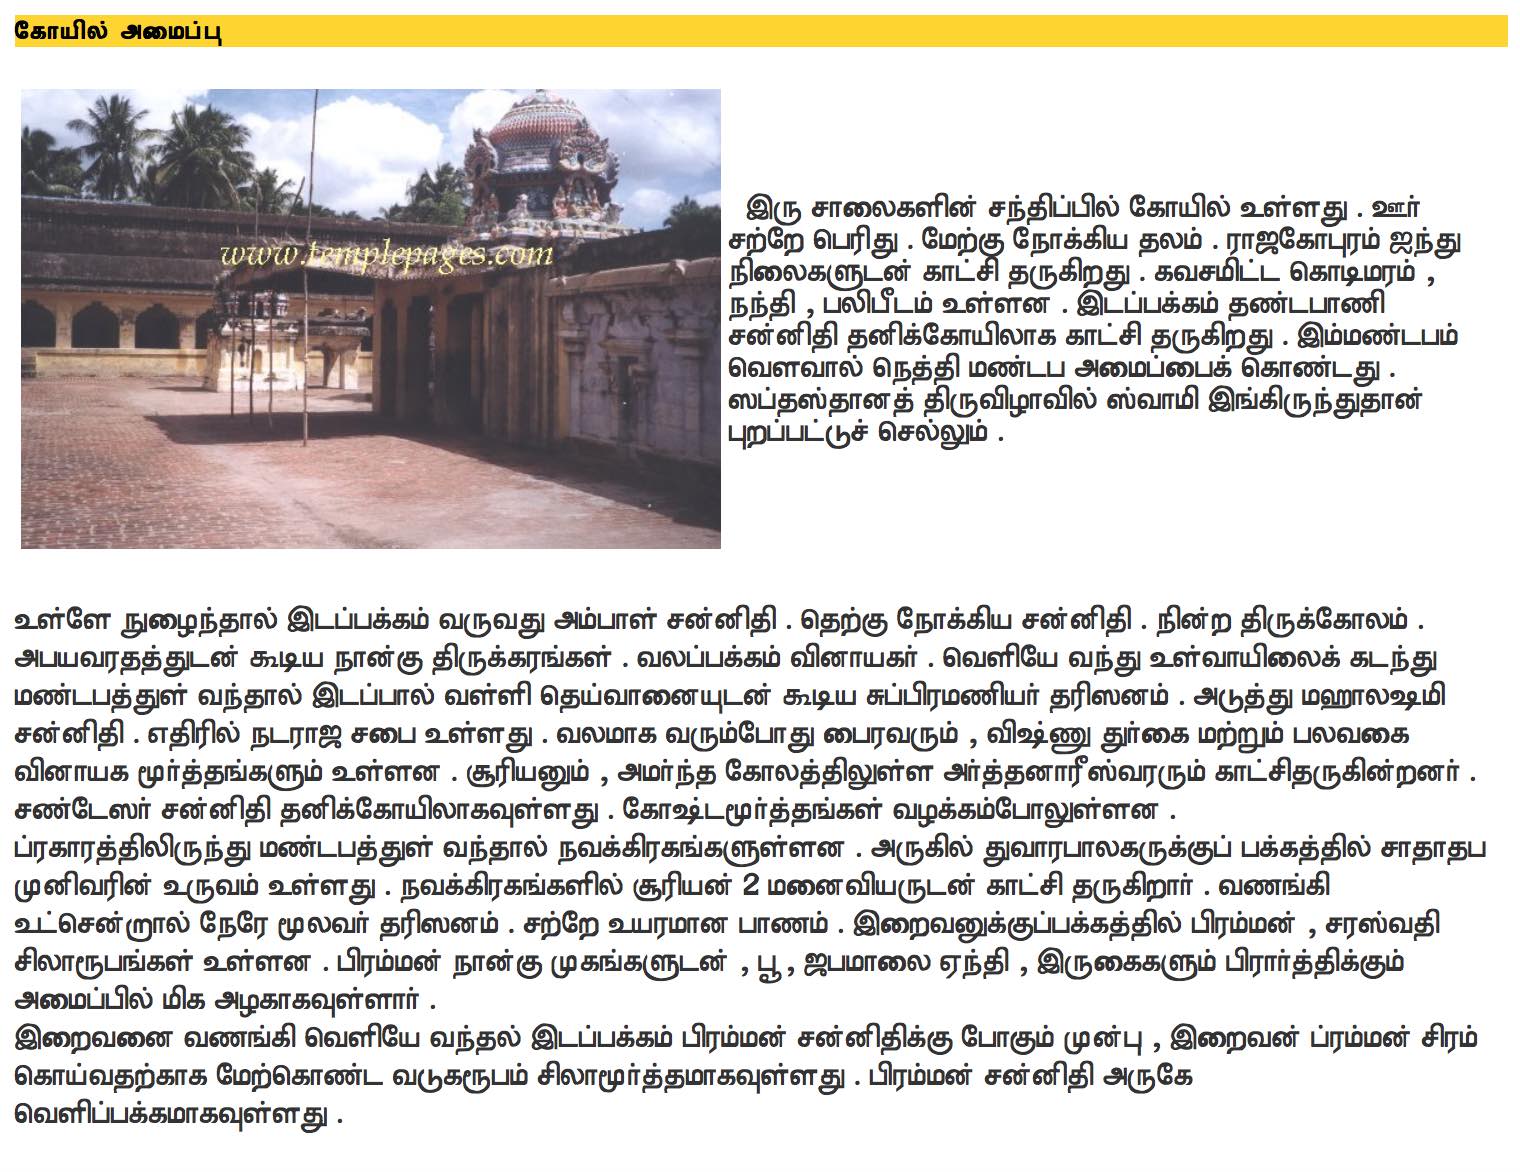 கோயில் அமைப்பு
www.templepages.com
இரு சாலைகளின் சந்திப்பில் கோயில் உள்ளது . ஊர்
சற்றே பெரிது . மேற்கு நோக்கிய தலம் . ராஜகோபுரம் ஐந்து
நிலைகளுடன் காட்சி தருகிறது . கவசமிட்ட கொடிமரம் ,
நந்தி , பலிபீடம் உள்ளன . இடப்பக்கம் தண்டபாணி
சன்னிதி தனிக்கோயிலாக காட்சி தருகிறது . இம்மண்டபம்
வெளவால் நெத்தி மண்டப அமைப்பைக் கொண்டது .
ஸப்தஸ்தானத் திருவிழாவில் ஸ்வாமி இங்கிருந்துதான்
புறப்பட்டுச் செல்லும் .
உள்ளே நுழைந்தால் இடப்பக்கம் வருவது அம்பாள் சன்னிதி . தெற்கு நோக்கிய சன்னிதி . நின்ற திருக்கோலம் .
அபயவரதத்துடன் கூடிய நான்கு திருக்கரங்கள் . வலப்பக்கம் வினாயகர் . வெளியே வந்து உள்வாயிலைக் கடந்து
மண்டபத்துள் வந்தால் இடப்பால் வள்ளி தெய்வானையுடன் கூடிய சுப்பிரமணியர் தரிஸனம் . அடுத்து மஹாலஷமி
சன்னிதி . எதிரில் நடராஜ சபை உள்ளது . வலமாக வரும்போது பைரவரும் , விஷ்ணு துர்கை மற்றும் பலவகை
வினாயக மூர்த்தங்களும் உள்ளன . சூரியனும் , அமர்ந்த கோலத்திலுள்ள அர்த்தனாரீஸ்வரரும் காட்சிதருகின்றனர் .
சண்டேஸர் சன்னிதி தனிக்கோயிலாகவுள்ளது . கோஷ்டமூர்த்தங்கள் வழக்கம்போலுள்ளன .
ப்ரகாரத்திலிருந்து மண்டபத்துள் வந்தால் நவக்கிரகங்களுள்ளன . அருகில் துவாரபாலகருக்குப் பக்கத்தில் சாதாதப
முனிவரின் உருவம் உள்ளது . நவக்கிரகங்களில் சூரியன் 2 மனைவியருடன் காட்சி தருகிறார் . வணங்கி
உட்சென்றால் நேரே மூலவர் தரிஸனம் . சற்றே உயரமான பாணம் . இறைவனுக்குப்பக்கத்தில் பிரம்மன் , சரஸ்வதி
சிலாரூபங்கள் உள்ளன . பிரம்மன் நான்கு முகங்களுடன் , பூ , ஜபமாலை ஏந்தி , இருகைகளும் பிரார்த்திக்கும்
அமைப்பில் மிக அழகாகவுள்ளார் .
இறைவனை வணங்கி வெளியே வந்தல் இடப்பக்கம் பிரம்மன் சன்னிதிக்கு போகும் முன்பு , இறைவன் ப்ரம்மன் சிரம்
கொய்வதற்காக மேற்கொண்ட வடுகரூபம் சிலாமூர்த்தமாகவுள்ளது . பிரம்மன் சன்னிதி அருகே
வெளிப்பக்கமாகவுள்ளது .